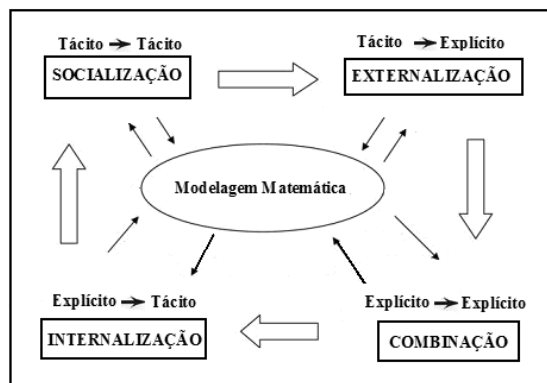 Tácito → Tácito
SOCIALIZAÇÃO
Tácito → Explícito
EXTERNALIZAÇÃO
Modelagem Matemática
Explícito → Tácito
INTERNALIZAÇÃO
Explícito → Explícito
COMBINAÇÃO